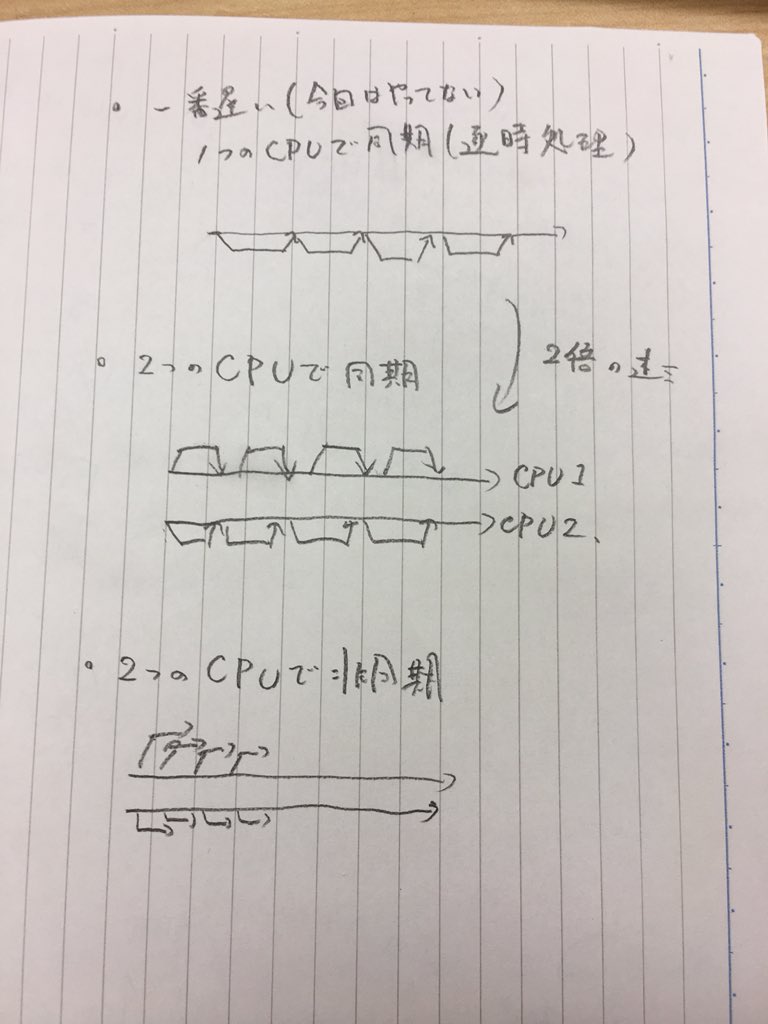 ・一番遅い(今回はやってない)
1つのCPUで同期(逐時処理)
2倍の速さ
・2つのCPUで同期
CPU1
CPU2
・2つのCPUで非同期